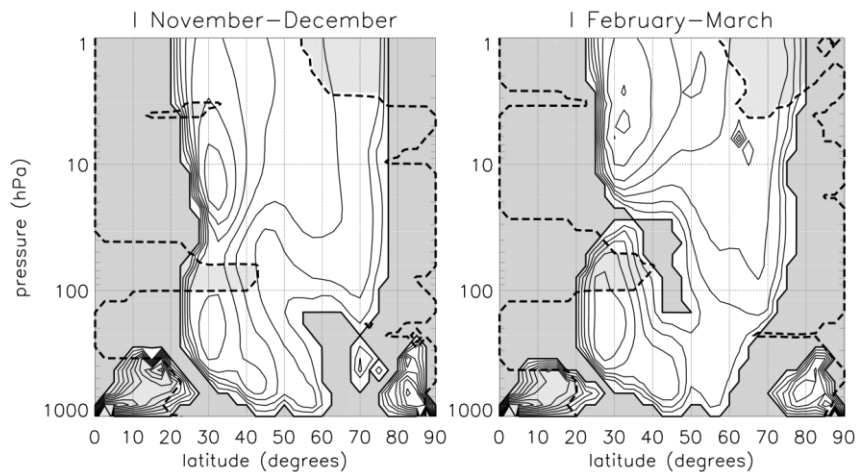 I November–December
I February–March
pressure (hPa)
1
10
100
1000
0 10 20 30 40 50 60 70 80 90
latitude (degrees)
1
10
100
1000
0 10 20 30 40 50 60 70 80 90
latitude (degrees)